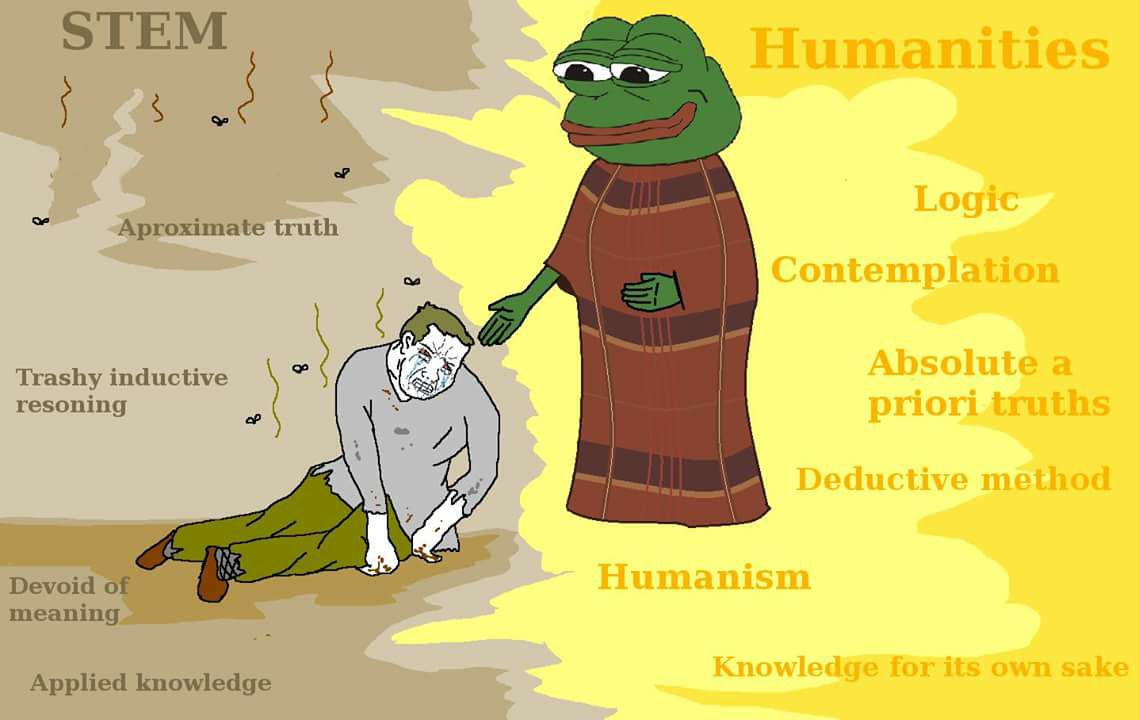 STEM
Aproximate truth
Trashy inductive
resoning
Devoid of
meaning
Applied knowledge
Humanities
Logic
Contemplation
Absolute a
priori truths
Deductive method
Humanism
Knowledge for its own sake